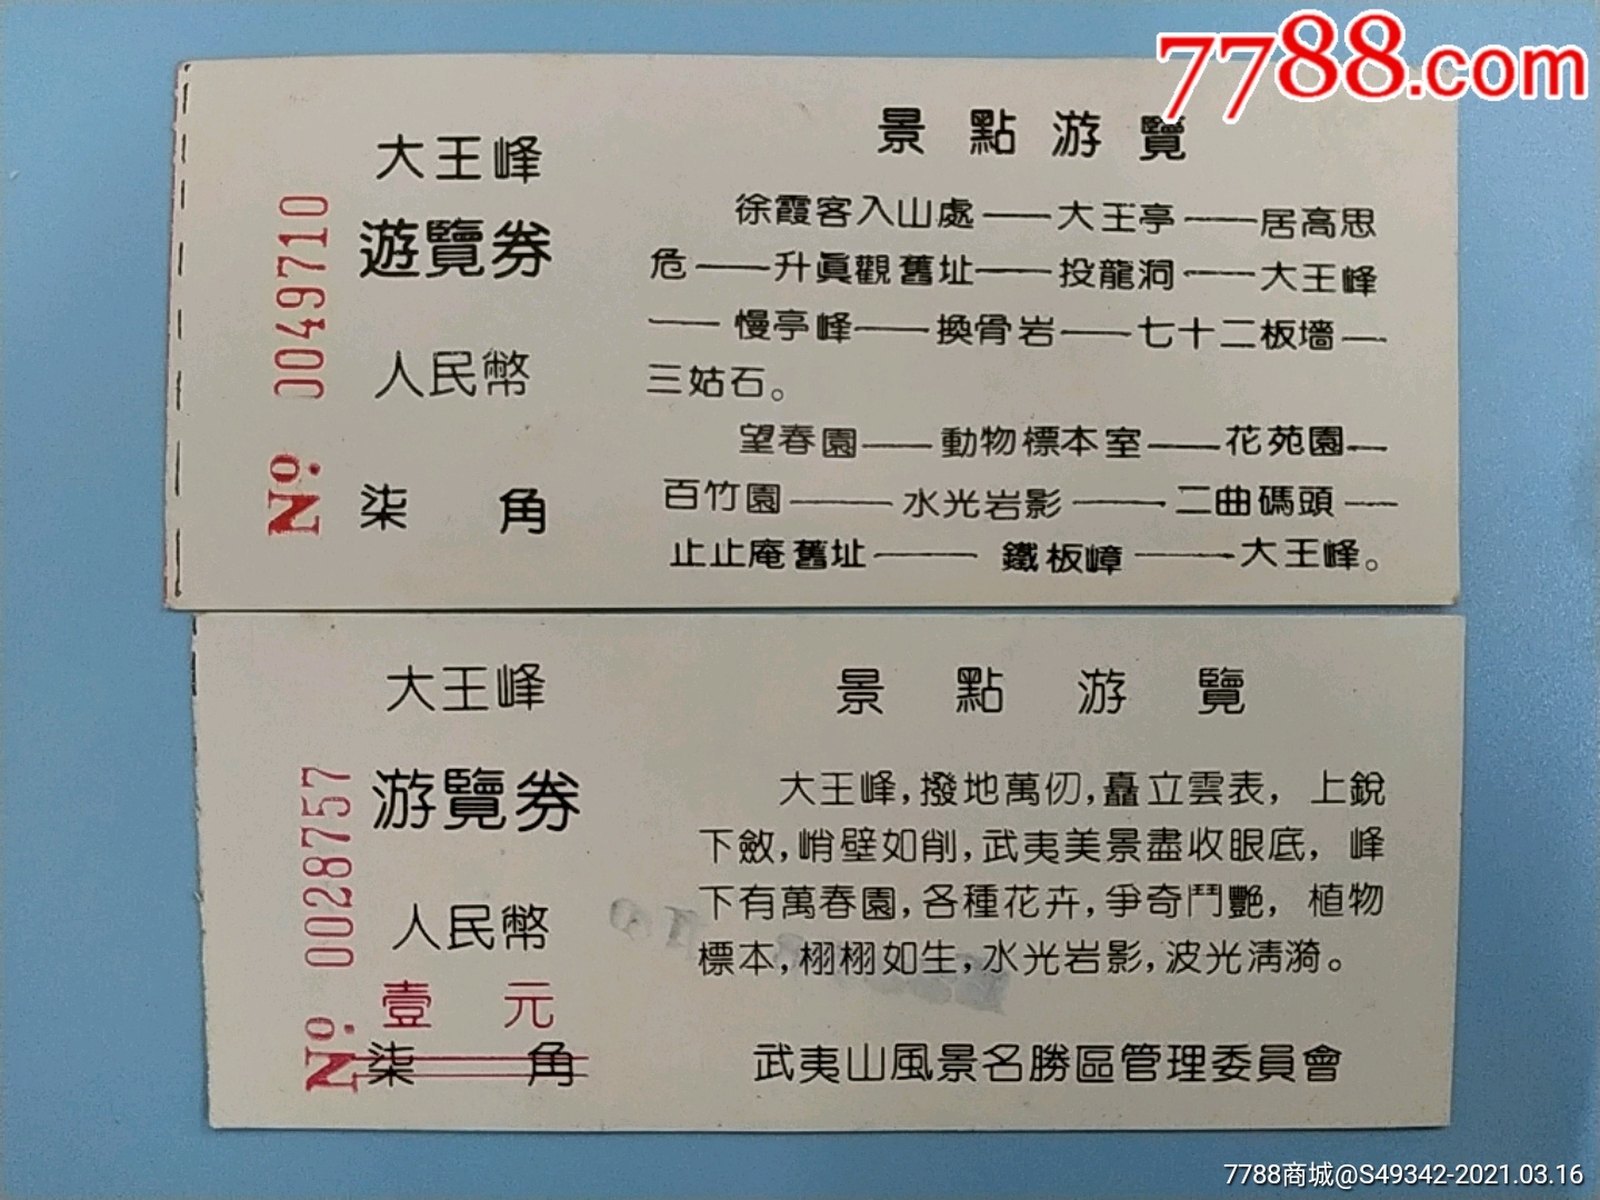 7788.com
大王峰
遊覽券
人民幣
柒 角
No. 0049710
景點游覽
徐霞客入山處——大王亭——居高思
危——升眞觀舊址——投龍洞——大王峰
——慢亭峰——換骨岩——七十二板墻—
三姑石。
望春園——動物標本室——花苑園—
百竹園——水光岩影——二曲碼頭—
止止庵舊址—— 鐵板嶂——大王峰。
大王峰
游覽券
人民幣
壹 元
柒 角
No. 0028757
景點游覽
大王峰，撥地萬仞，矗立雲表，上銳
下斂，峭壁如削，武夷美景盡收眼底，峰
下有萬春園，各種花卉，爭奇鬥艷，植物
標本，栩栩如生，水光岩影，波光淸漪。
武夷山風景名勝區管理委員會
7788商城@S49342-2021.03.16